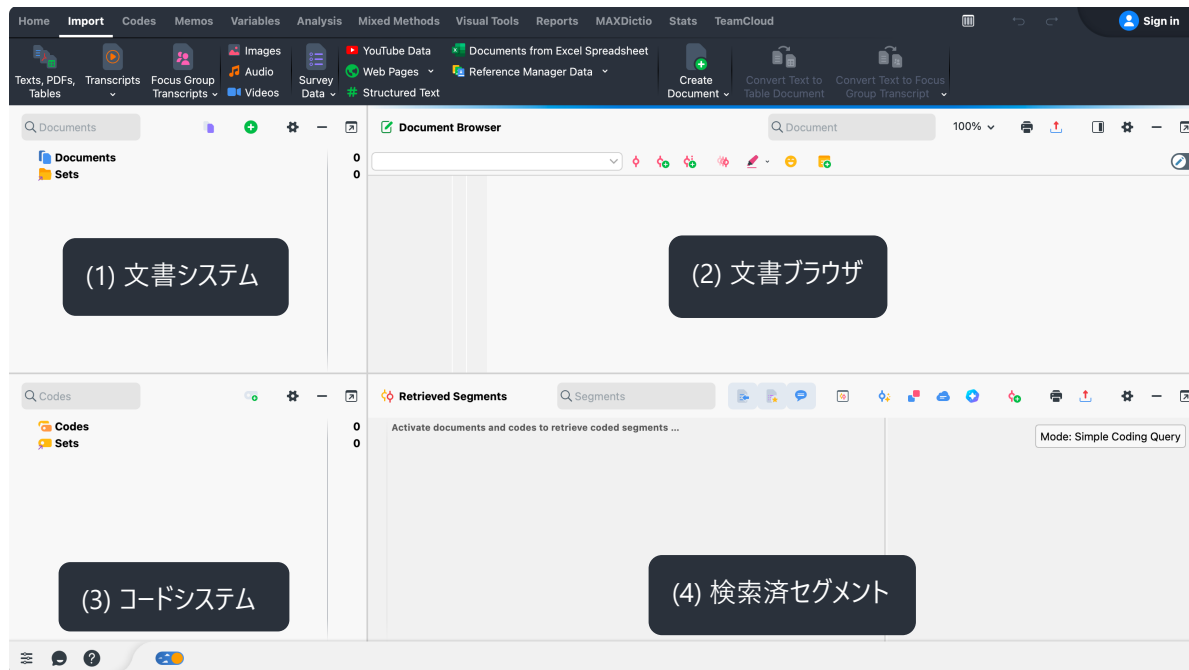 Home Import Codes Memos Variables Analysis Mixed Methods Visual Tools Reports MAXDictio Stats TeamCloud Sign in
Texts, PDFs,
Tables
Transcripts
Focus Group
Transcripts
Images
Audio
Videos
Survey
Data
YouTube Data
Web Pages
# Structured Text
Documents from Excel Spreadsheet
Reference Manager Data
Create
Document
Convert Text to
Table Document
Convert Text to Focus
Group Transcript
Documents
Documents 0
Sets 0
(1) 文書システム
Document Browser
Document
100%
(2) 文書ブラウザ
Codes
Codes 0
Sets 0
(3) コードシステム
Retrieved Segments
Segments
Activate documents and codes to retrieve coded segments ...
Mode: Simple Coding Query
(4) 検索済セグメント